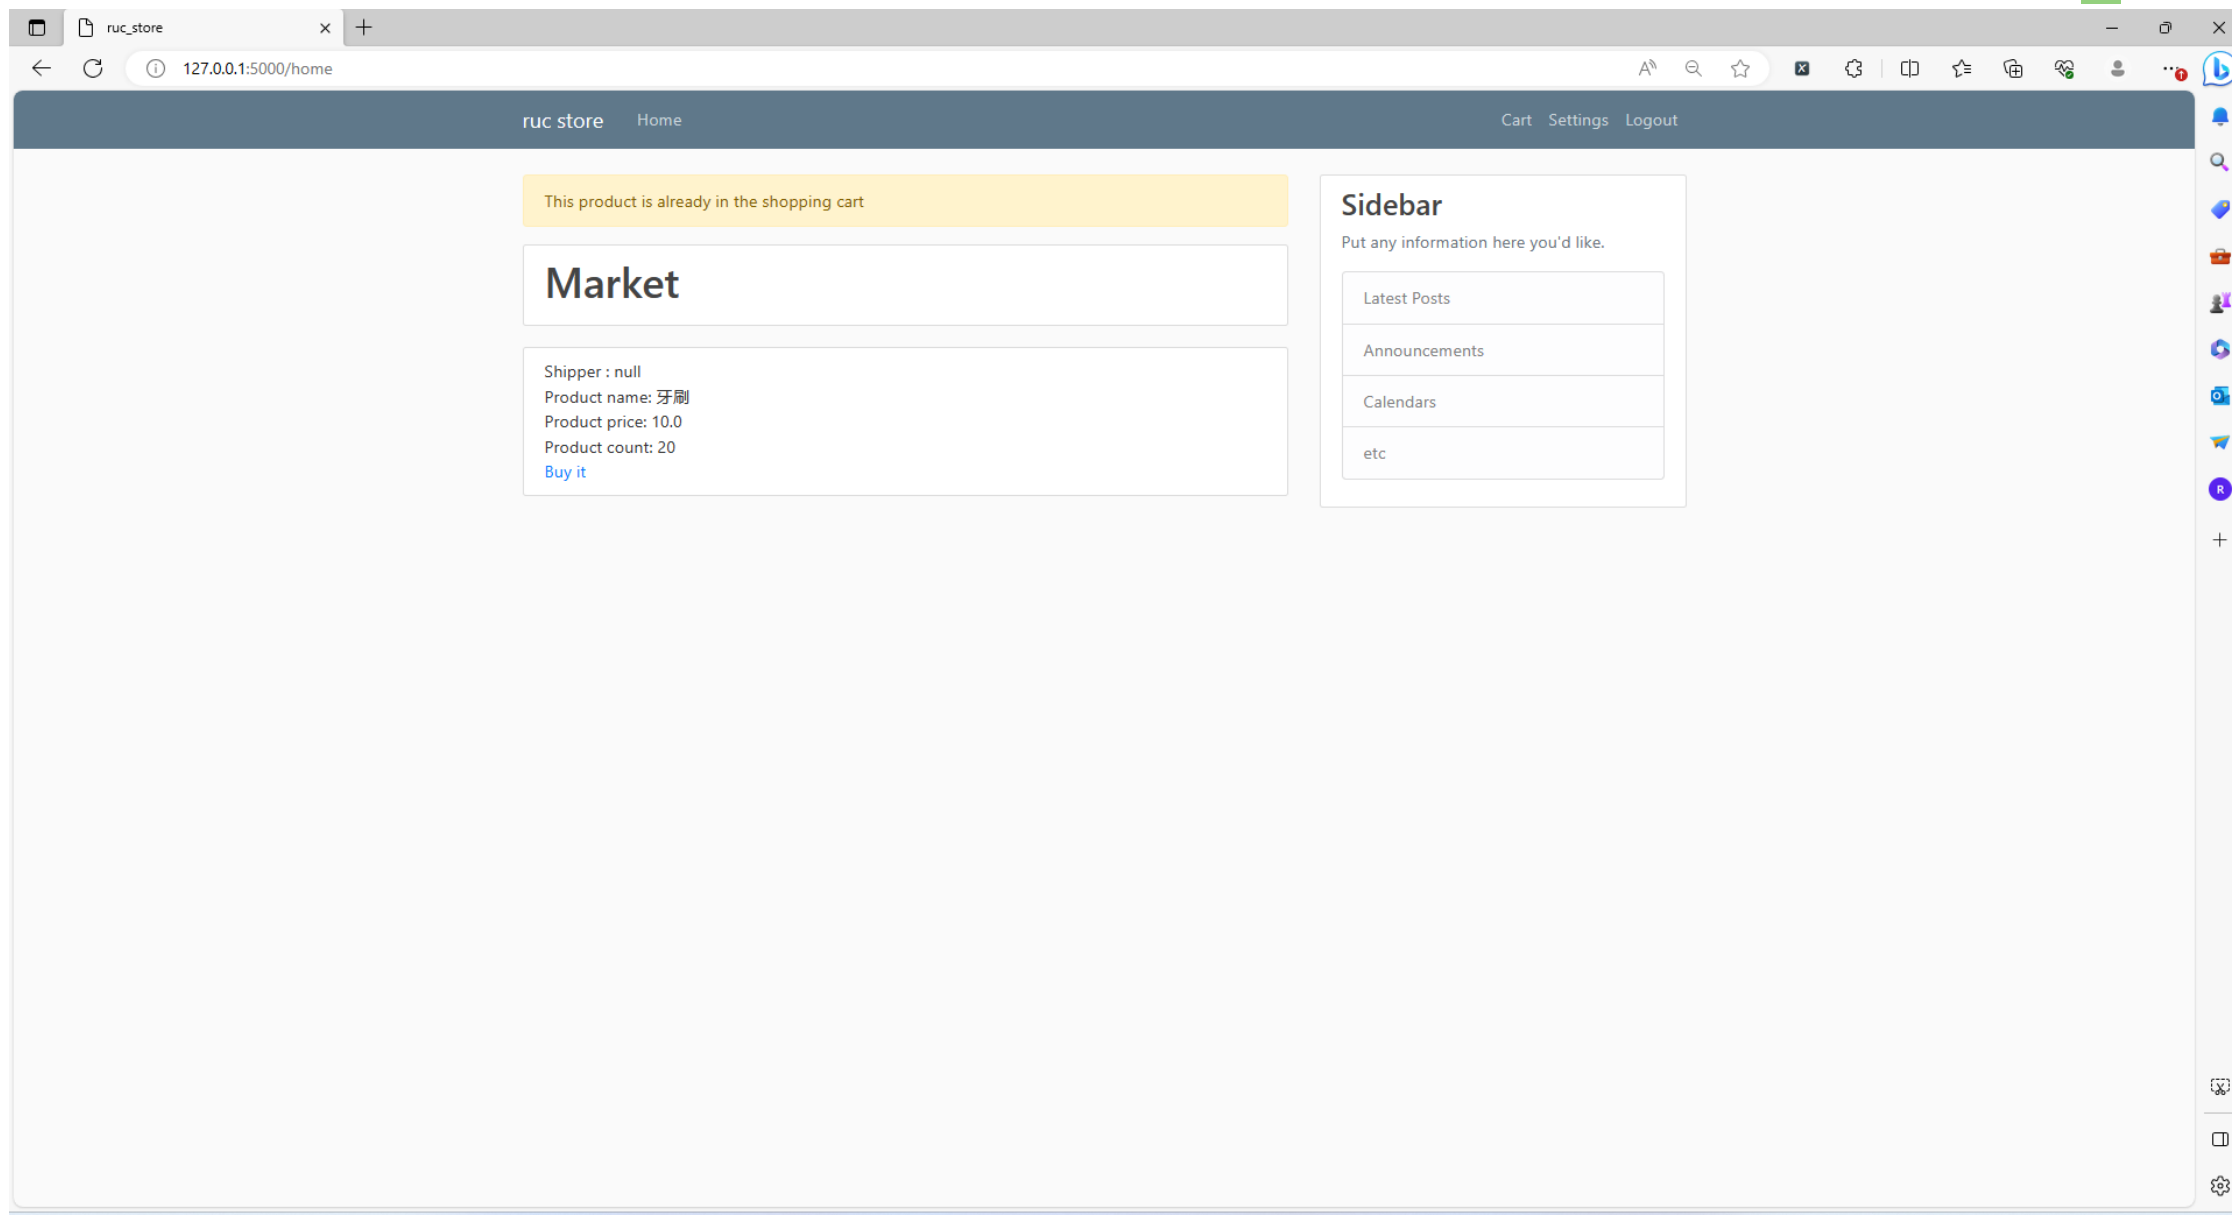 ruc_store
127.0.0.1:5000/home
ruc store Home Cart Settings Logout
This product is already in the shopping cart
Market
Shipper : null
Product name: 牙刷
Product price: 10.0
Product count: 20
Buy it
Sidebar
Put any information here you'd like.
Latest Posts
Announcements
Calendars
etc
R